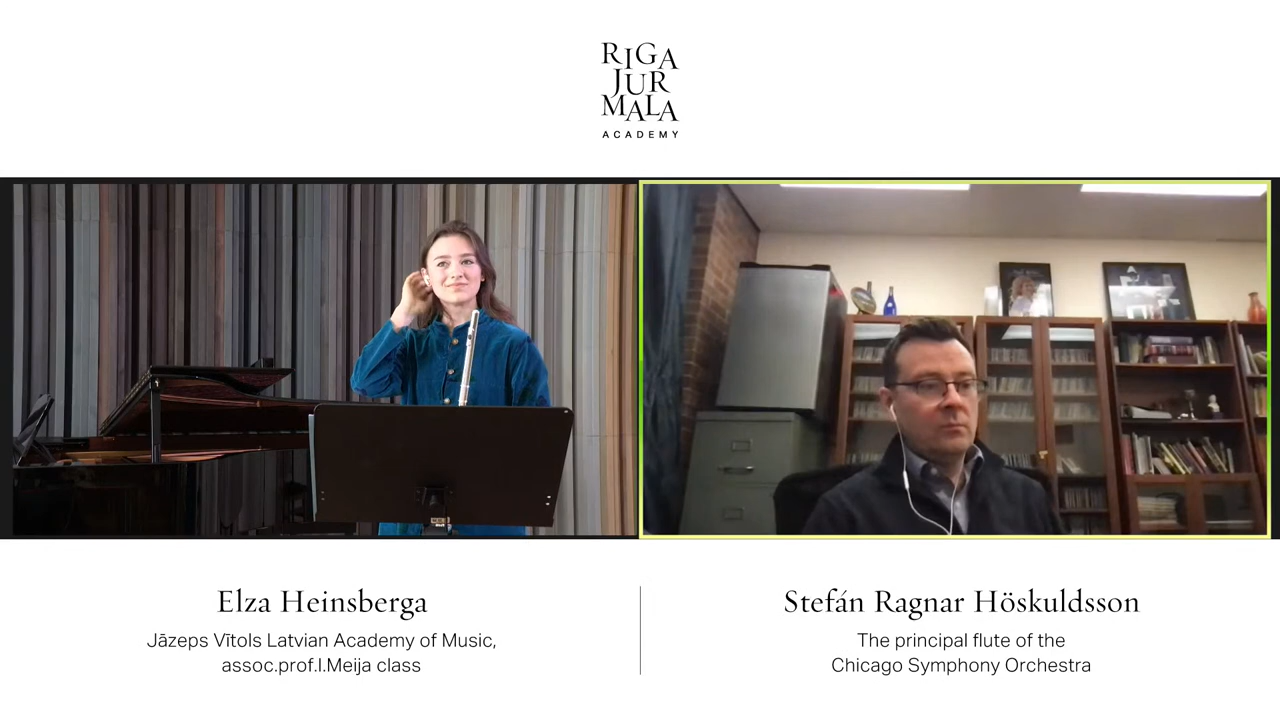 RIGA
JUR
MALA
ACADEMY
Elza Heinsberga
Jāzeps Vītols Latvian Academy of Music,
assoc.prof.I.Meija class
Stefán Ragnar Höskuldsson
The principal flute of the
Chicago Symphony Orchestra